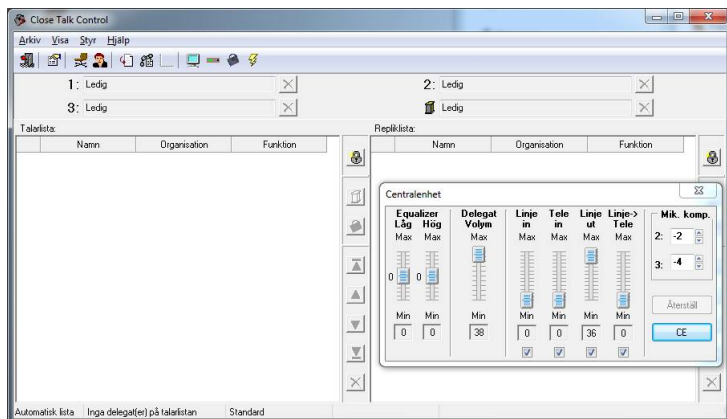 Close Talk Control
Arkiv Visa Styr Hjälp
1: Ledig 2: Ledig
3: Ledig Ledig
Talarlista: Repliklista:
Namn Organisation Funktion Namn Organisation Funktion
Centralenhet
Equalizer Delegat Linje Tele Linje Linje-> Mik. komp.
Låg Hög Volym in in ut Tele
Max Max Max Max Max Max Max 2: -2
0 0 3: -4
Återställ
Min Min Min Min Min Min Min
0 0 38 0 0 36 0 CE
Automatisk lista Inga delegat(er) på talarlistan Standard